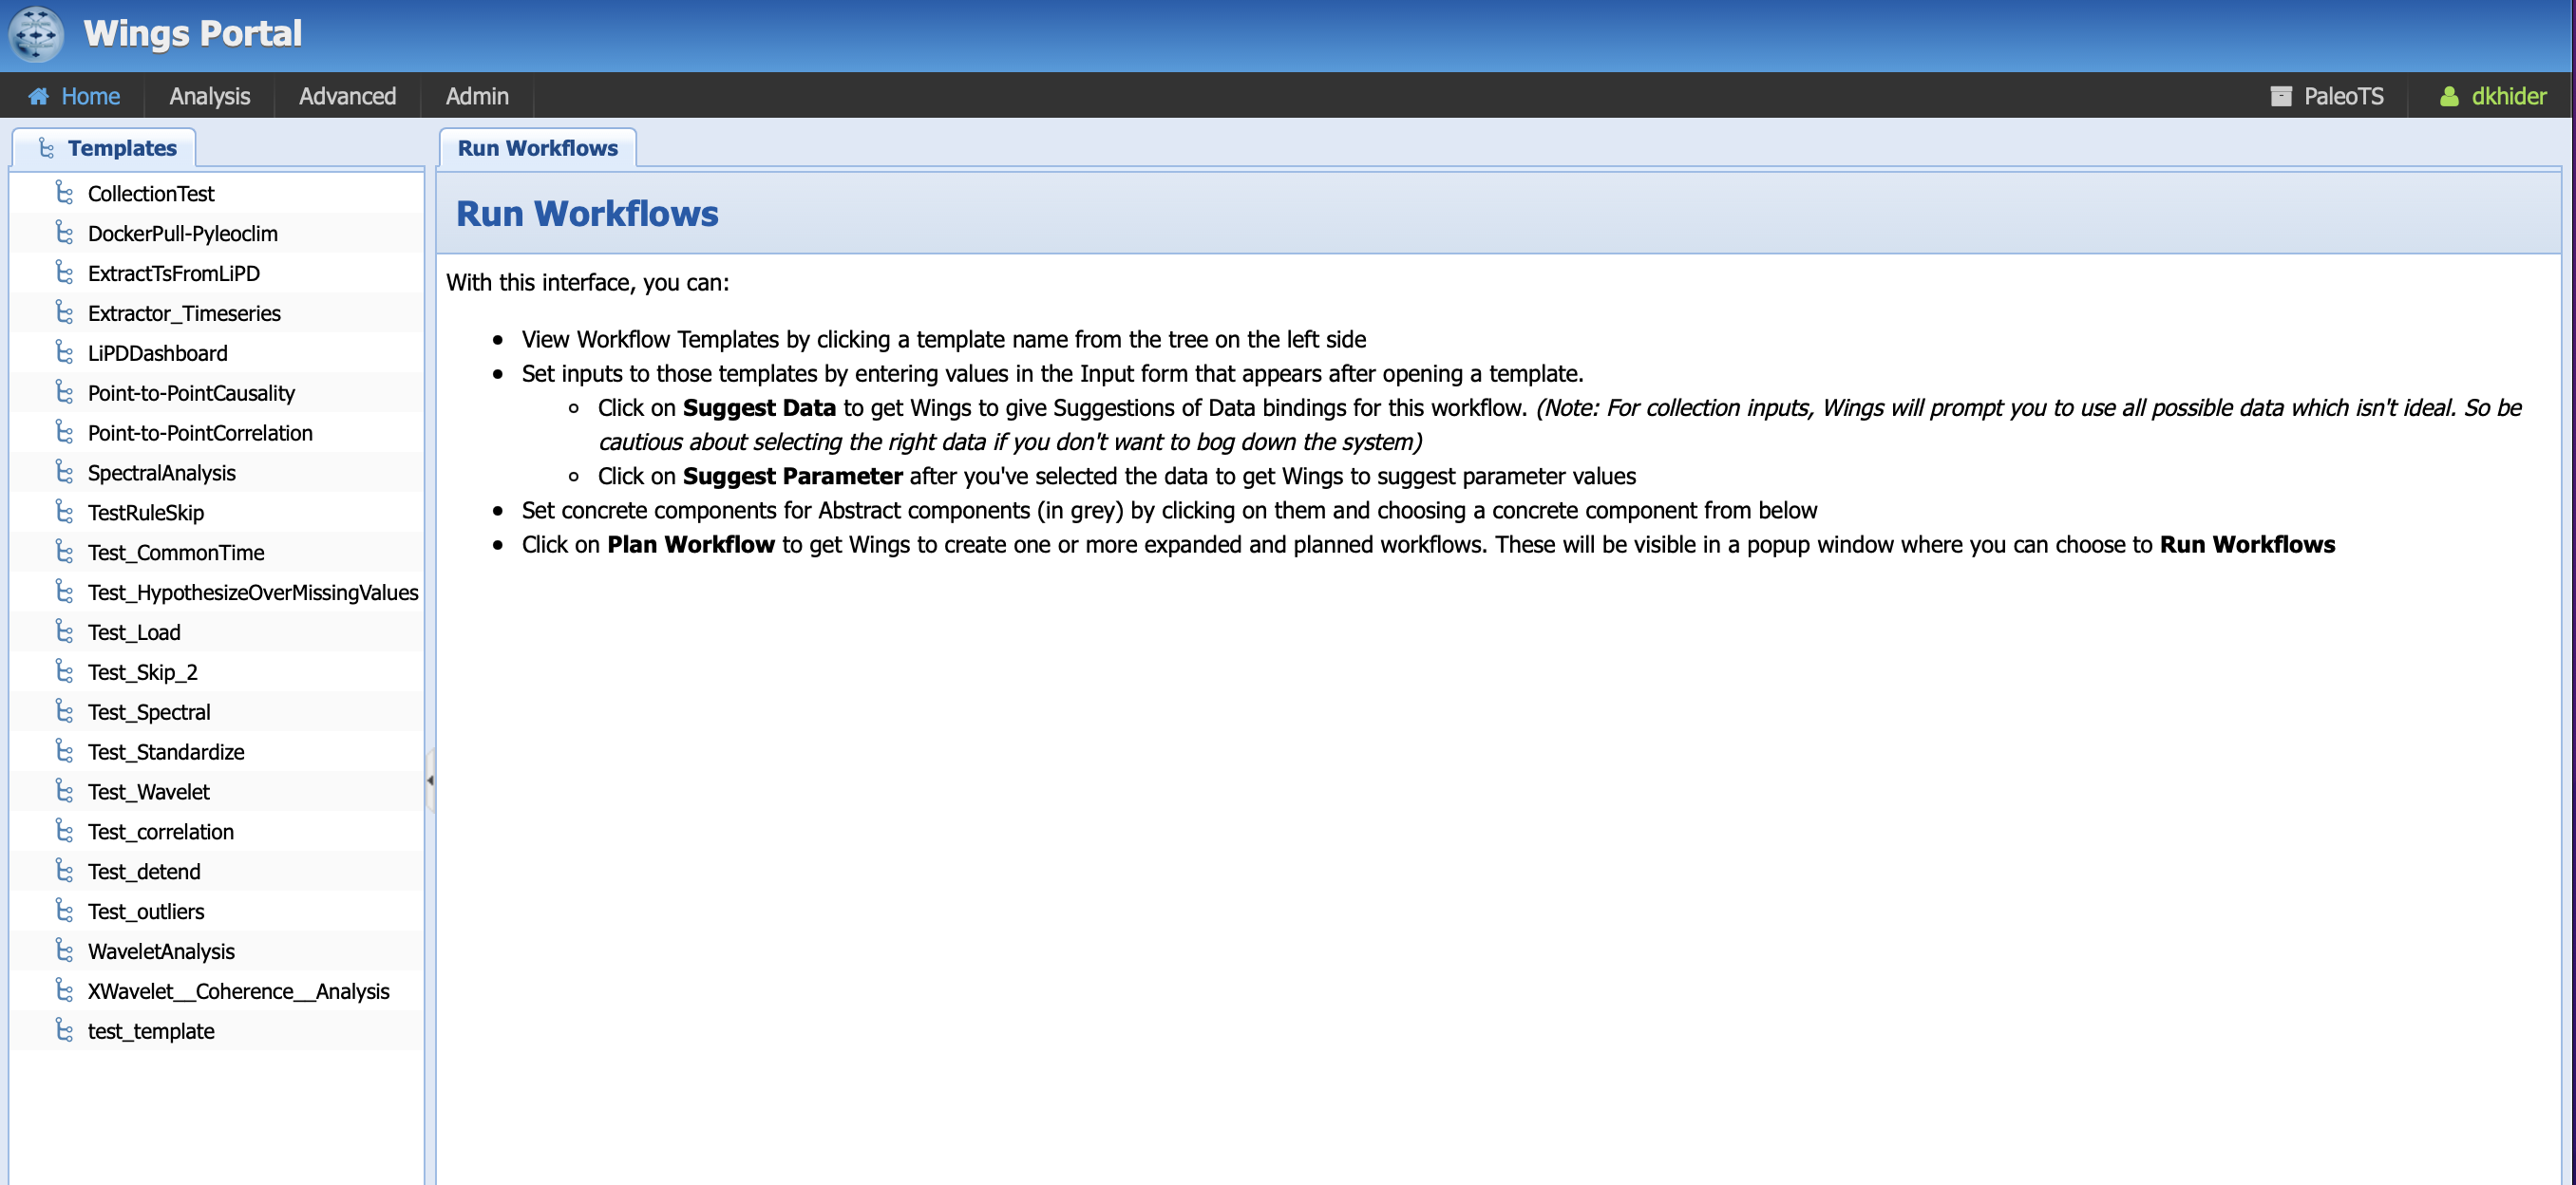 Wings Portal
Home Analysis Advanced Admin PaleoTS dkhider
Templates
CollectionTest
DockerPull-Pyleoclim
ExtractTsFromLiPD
Extractor_Timeseries
LiPDDashboard
Point-to-PointCausality
Point-to-PointCorrelation
SpectralAnalysis
TestRuleSkip
Test_CommonTime
Test_HypothesizeOverMissingValues
Test_Load
Test_Skip_2
Test_Spectral
Test_Standardize
Test_Wavelet
Test_correlation
Test_detend
Test_outliers
WaveletAnalysis
XWavelet__Coherence__Analysis
test_template
Run Workflows
Run Workflows
With this interface, you can:
View Workflow Templates by clicking a template name from the tree on the left side
Set inputs to those templates by entering values in the Input form that appears after opening a template.
Click on Suggest Data to get Wings to give Suggestions of Data bindings for this workflow. (Note: For collection inputs, Wings will prompt you to use all possible data which isn't ideal. So be
cautious about selecting the right data if you don't want to bog down the system)
Click on Suggest Parameter after you've selected the data to get Wings to suggest parameter values
Set concrete components for Abstract components (in grey) by clicking on them and choosing a concrete component from below
Click on Plan Workflow to get Wings to create one or more expanded and planned workflows. These will be visible in a popup window where you can choose to Run Workflows